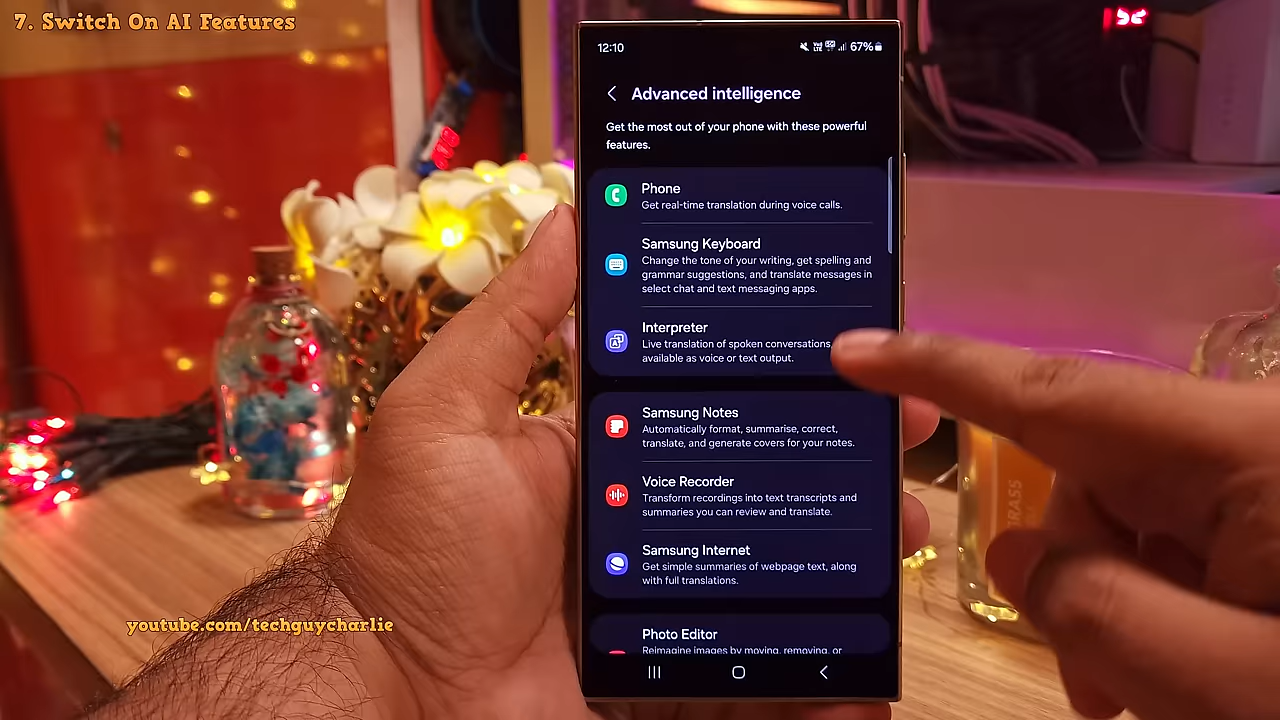 7. Switch On AI Features
12:10
67%
Advanced intelligence
Get the most out of your phone with these powerful
features.
Phone
Get real-time translation during voice calls.
Samsung Keyboard
Change the tone of your writing, get spelling and
grammar suggestions, and translate messages in
select chat and text messaging apps.
Interpreter
Live translation of spoken conversations,
available as voice or text output.
Samsung Notes
Automatically format, summarise, correct,
translate, and generate covers for your notes.
Voice Recorder
Transform recordings into text transcripts and
summaries you can review and translate.
Samsung Internet
Get simple summaries of webpage text, along
with full translations.
Photo Editor
Reimagine images by moving, removing, or
youtube.com/techguycharlie